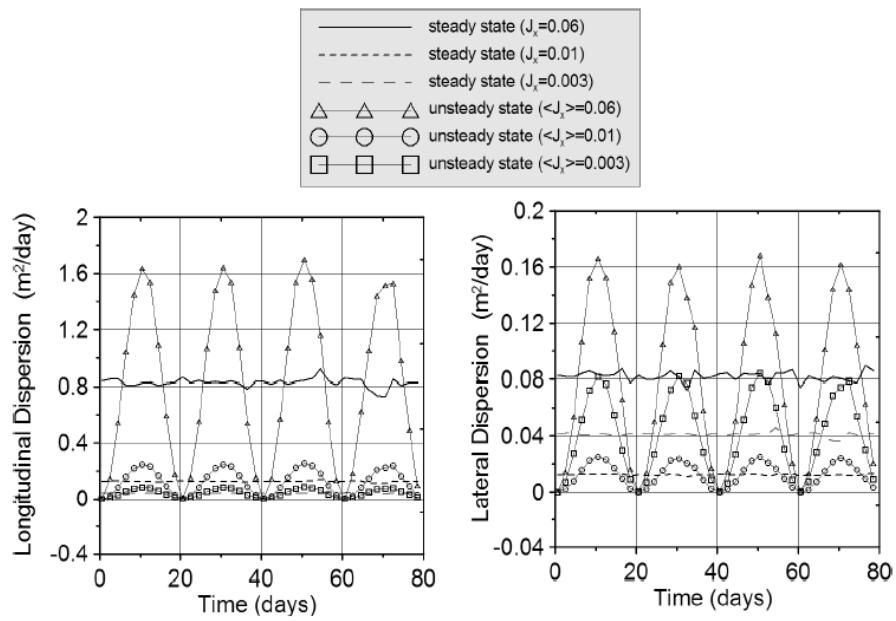 steady state (Jx=0.06)
steady state (Jx=0.01)
steady state (Jx=0.003)
unsteady state (<Jx>=0.06)
unsteady state (<Jx>=0.01)
unsteady state (<Jx>=0.003)
Longitudinal Dispersion (m²/day)
2
1.6
1.2
0.8
0.4
0
-0.4
0 20 40 60 80
Time (days)
Lateral Dispersion (m²/day)
0.2
0.16
0.12
0.08
0.04
0
-0.04
0 20 40 60 80
Time (days)